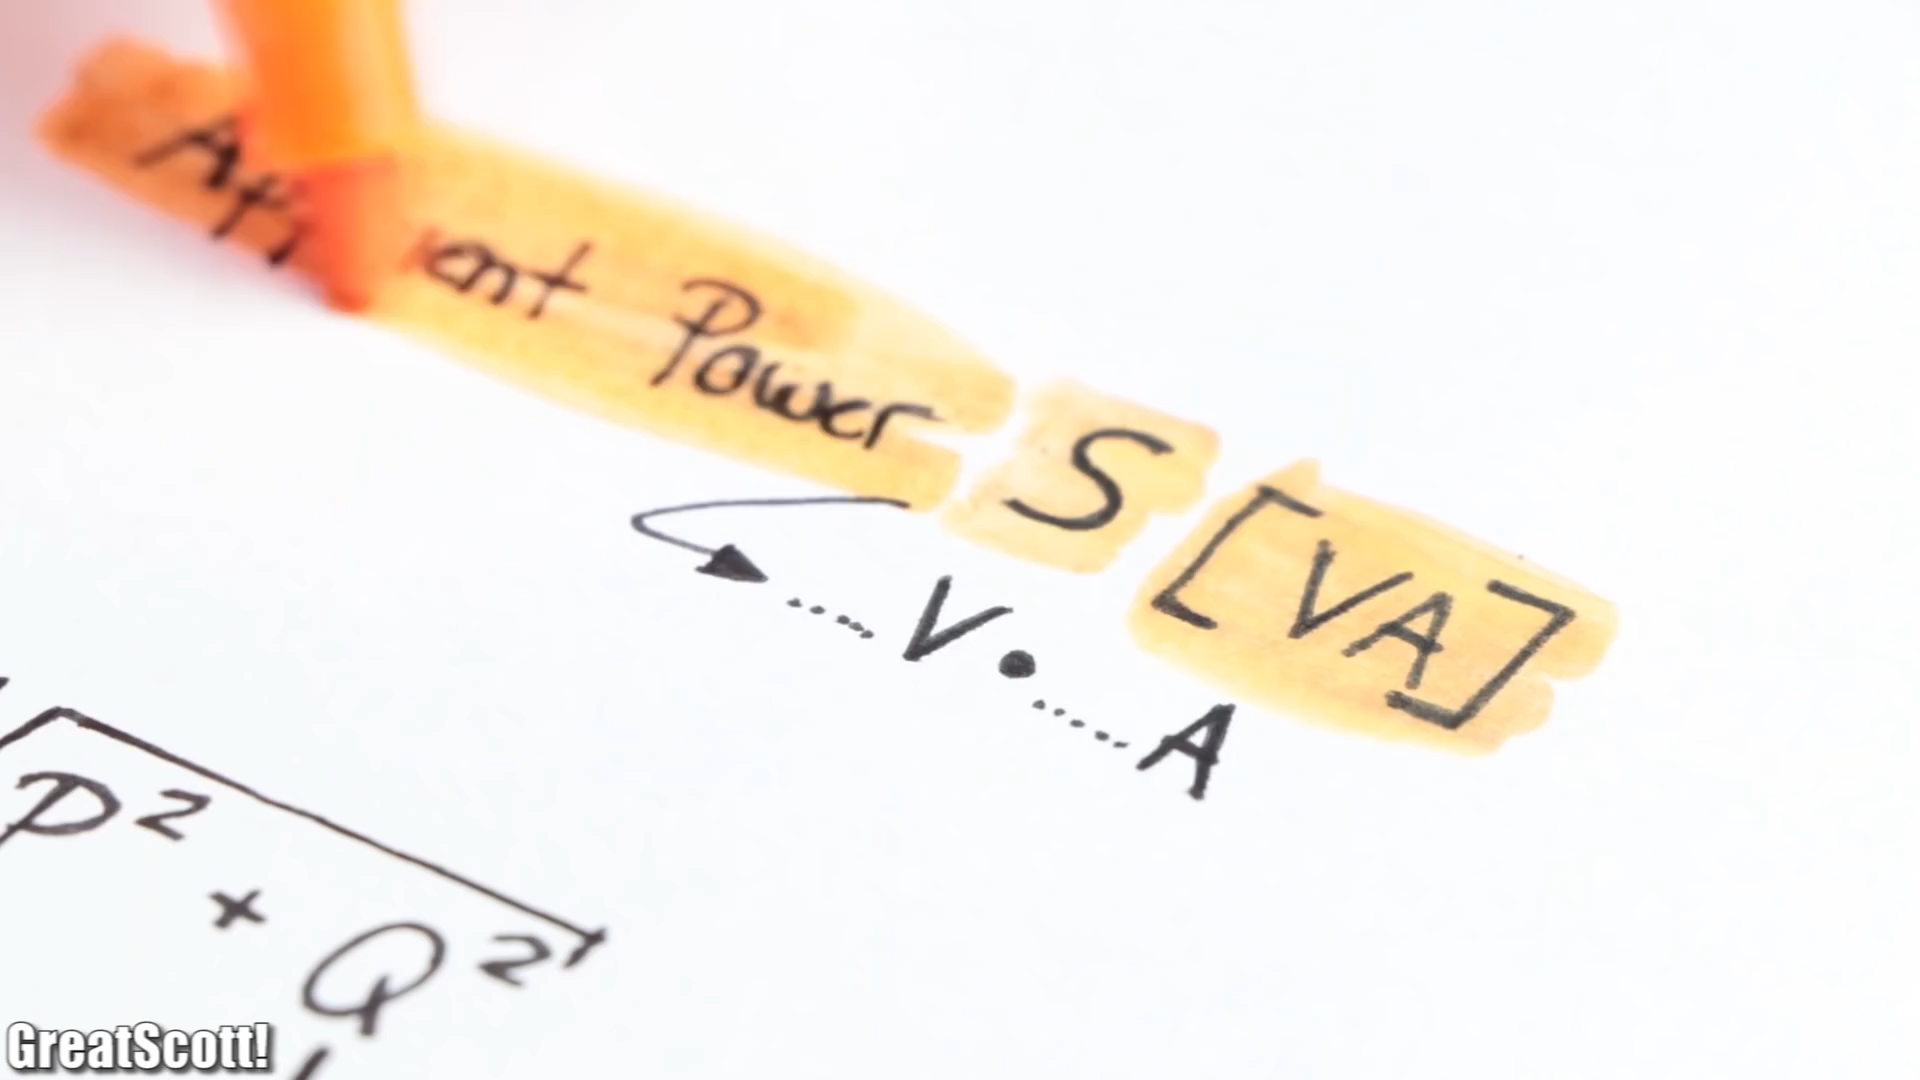 Power S [VA]
.....V • .....A
√P² + Q²
GreatScott!